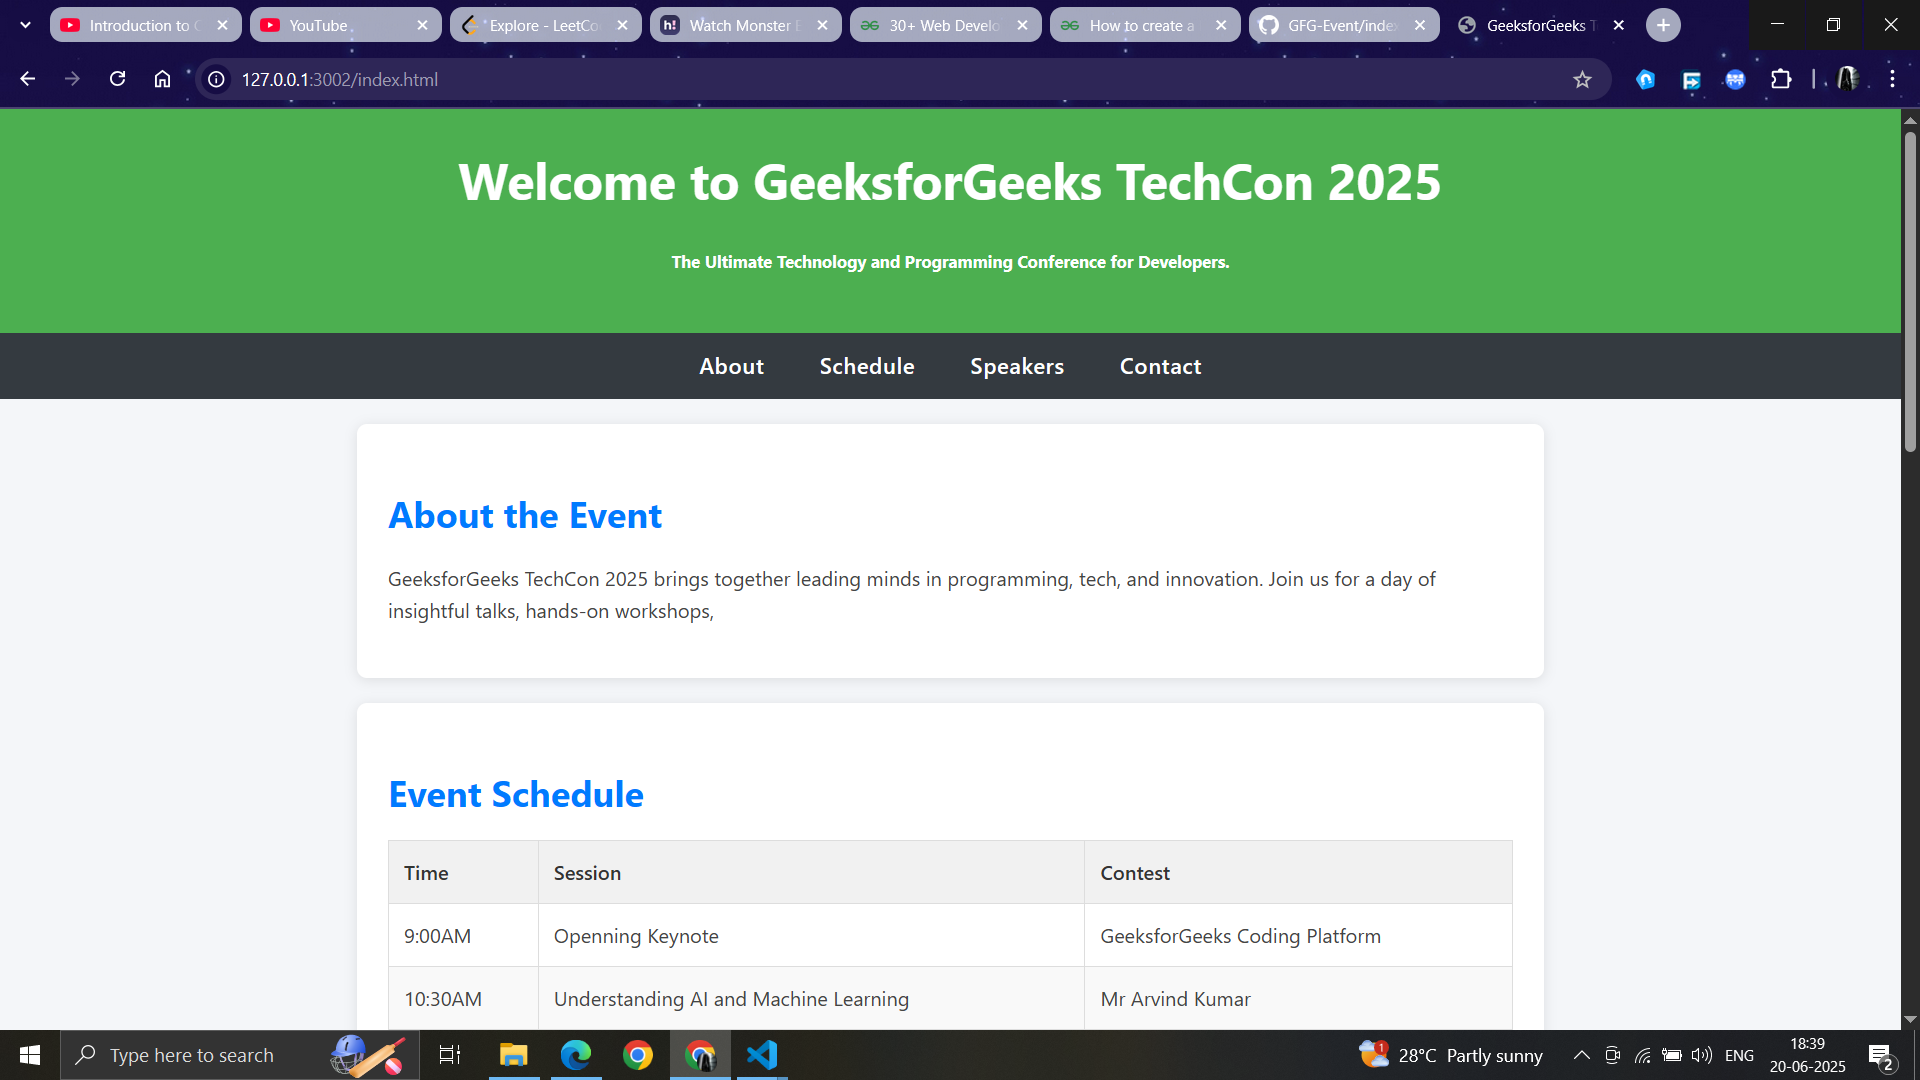 Introduction to
YouTube
Explore - LeetCo
Watch Monster
30+ Web Develo
How to create a
GFG-Event/index
GeeksforGeeks T
127.0.0.1:3002/index.html
Welcome to GeeksforGeeks TechCon 2025
The Ultimate Technology and Programming Conference for Developers.
About Schedule Speakers Contact
About the Event
GeeksforGeeks TechCon 2025 brings together leading minds in programming, tech, and innovation. Join us for a day of
insightful talks, hands-on workshops,
Event Schedule
Time Session Contest
9:00AM Openning Keynote GeeksforGeeks Coding Platform
10:30AM Understanding AI and Machine Learning Mr Arvind Kumar
Type here to search
1
28°C Partly sunny
ENG
18:39
20-06-2025
2